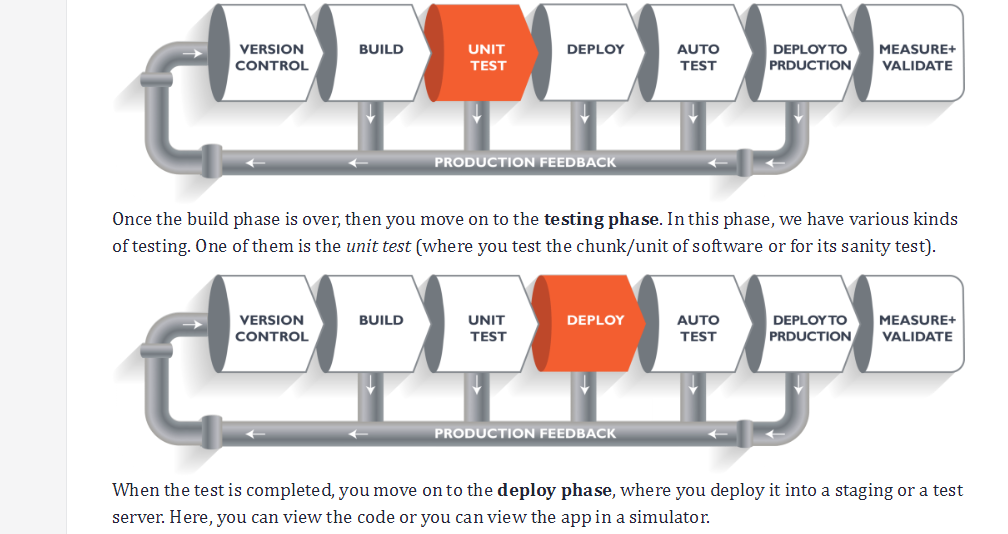 VERSION CONTROL
BUILD
UNIT TEST
DEPLOY
AUTO TEST
DEPLOY TO PRDUCTION
MEASURE+ VALIDATE
PRODUCTION FEEDBACK
Once the build phase is over, then you move on to the testing phase. In this phase, we have various kinds
of testing. One of them is the unit test (where you test the chunk/unit of software or for its sanity test).
VERSION CONTROL
BUILD
UNIT TEST
DEPLOY
AUTO TEST
DEPLOY TO PRDUCTION
MEASURE+ VALIDATE
PRODUCTION FEEDBACK
When the test is completed, you move on to the deploy phase, where you deploy it into a staging or a test
server. Here, you can view the code or you can view the app in a simulator.